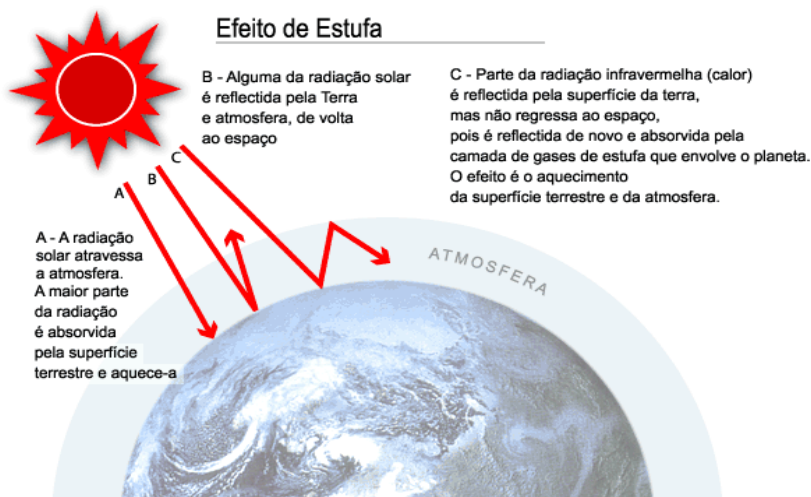 Efeito de Estufa
B - Alguma da radiação solar
é reflectida pela Terra
e atmosfera, de volta
ao espaço
C - Parte da radiação infravermelha (calor)
é reflectida pela superfície da terra,
mas não regressa ao espaço,
pois é reflectida de novo e absorvida pela
camada de gases de estufa que envolve o planeta.
O efeito é o aquecimento
da superfície terrestre e da atmosfera.
C
B
A
A - A radiação
solar atravessa
a atmosfera.
A maior parte
da radiação
é absorvida
pela superfície
terrestre e aquece-a
ATMOSFERA